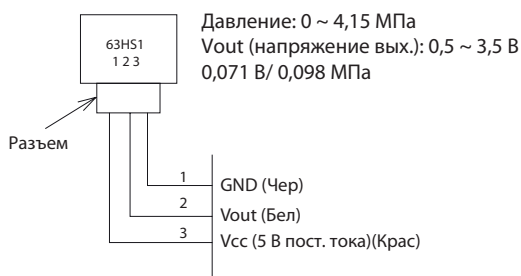 63HS1
1 2 3
Давление: 0 ~ 4,15 МПа
Vout (напряжение вых.): 0,5 ~ 3,5 В
0,071 В/ 0,098 МПа
Разъем
1
GND (Чер)
2
Vout (Бел)
3
Vcc (5 В пост. тока)(Крас)